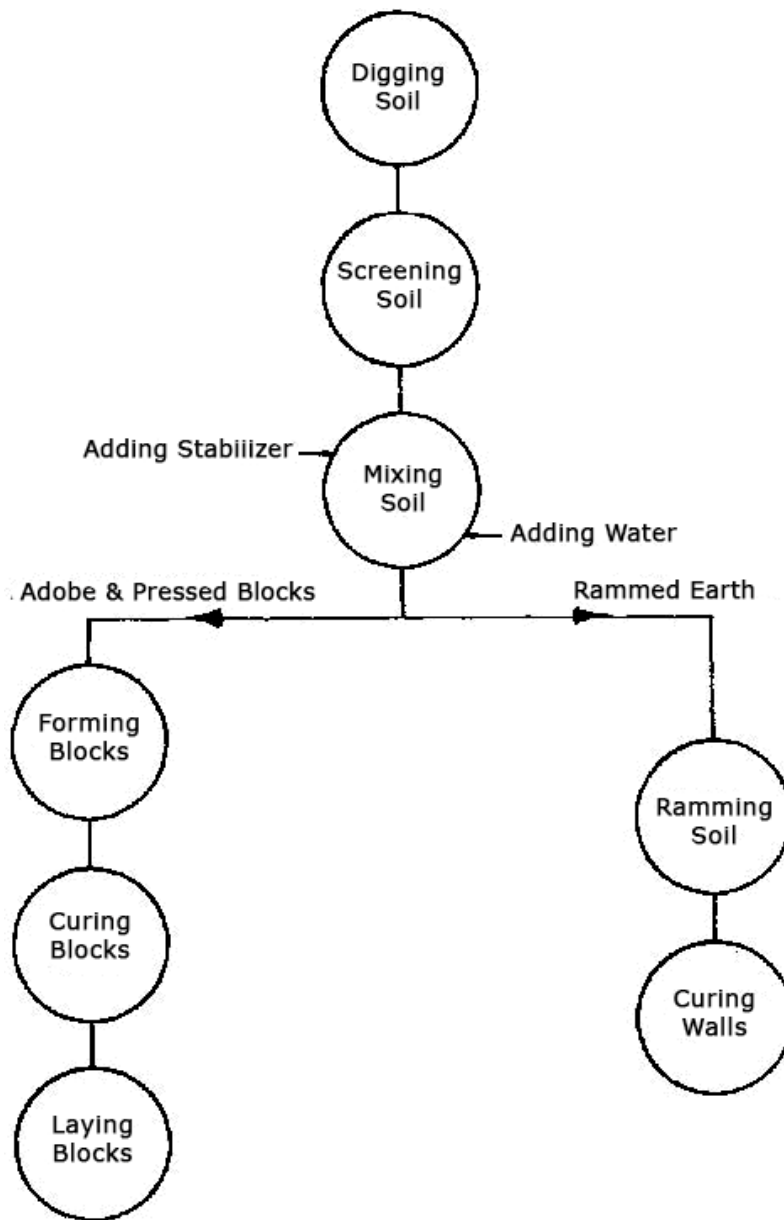 Digging
Soil
Screening
Soil
Adding Stabiiizer
Mixing
Soil
Adding Water
Adobe & Pressed Blocks
Rammed Earth
Forming
Blocks
Ramming
Soil
Curing
Blocks
Curing
Walls
Laying
Blocks